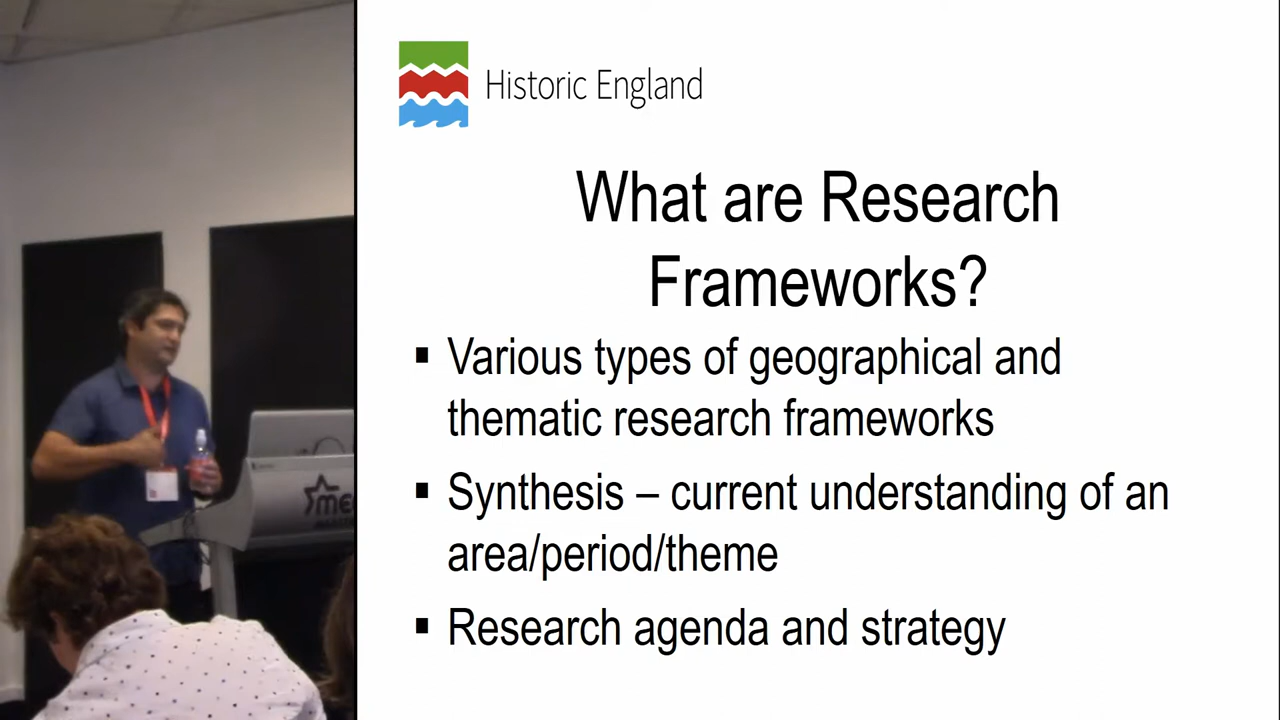 Historic England
What are Research
Frameworks?
▪ Various types of geographical and
thematic research frameworks
▪ Synthesis – current understanding of an
area/period/theme
▪ Research agenda and strategy